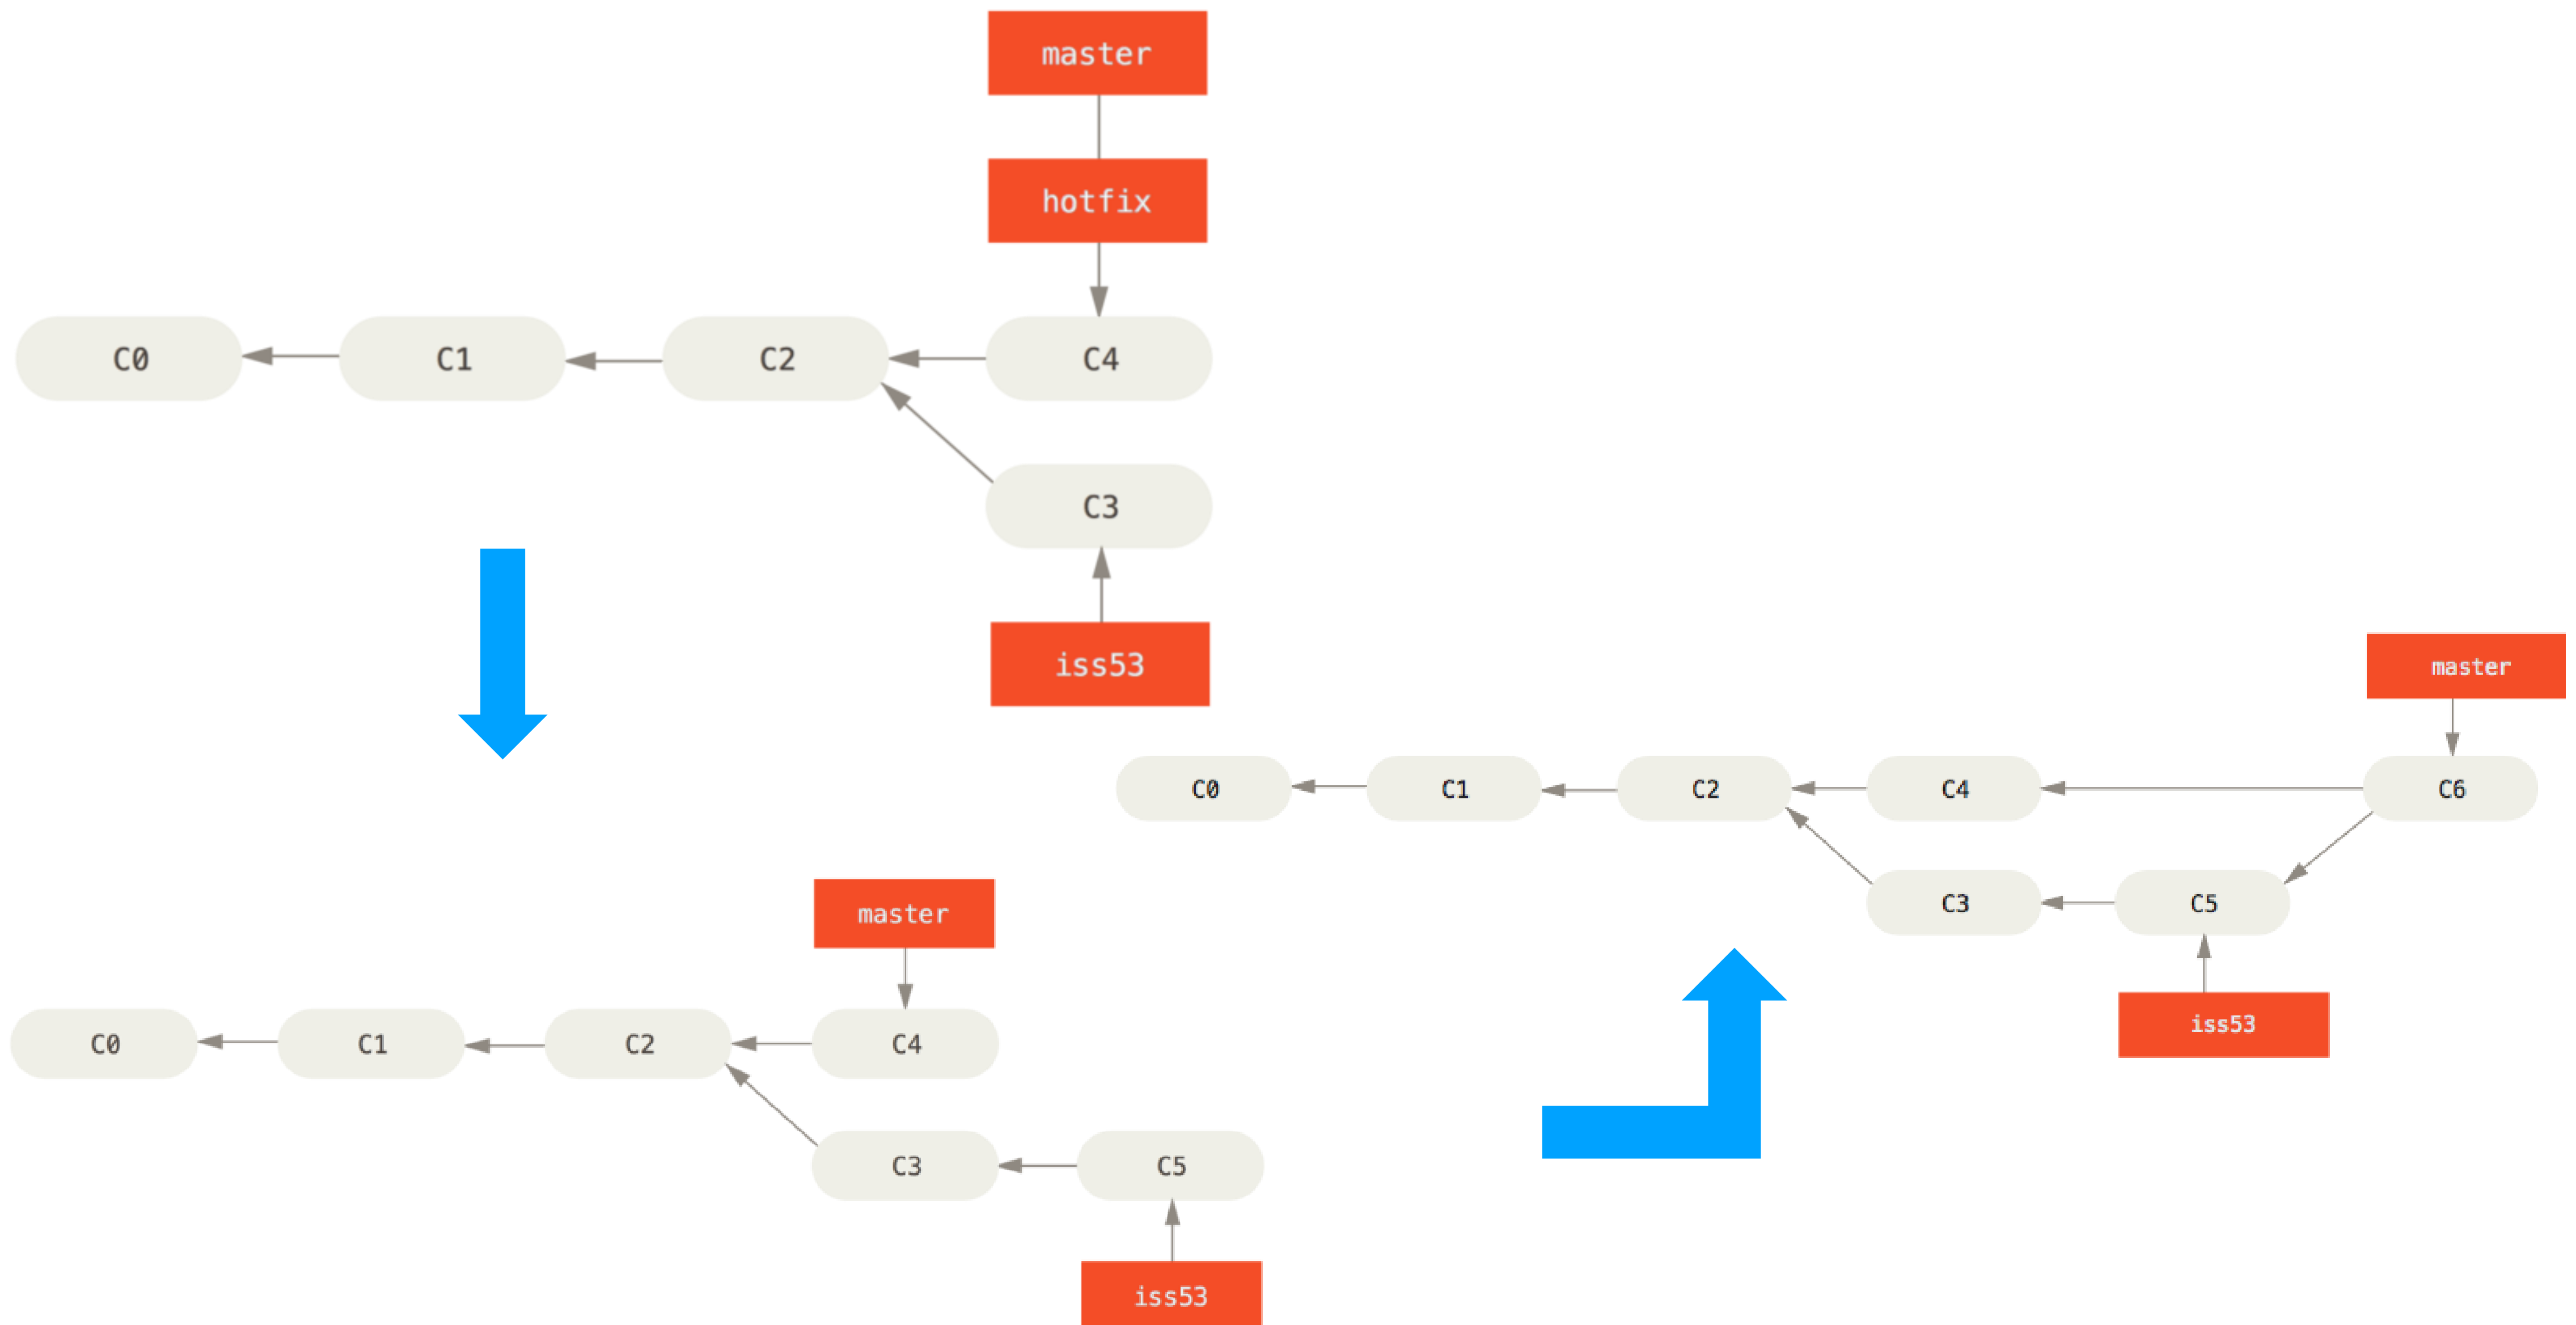 master
hotfix
C0 C1 C2 C4
C3
iss53
master
C0 C1 C2 C4
C3 C5
iss53
master
C0 C1 C2 C4 C6
C3 C5
iss53